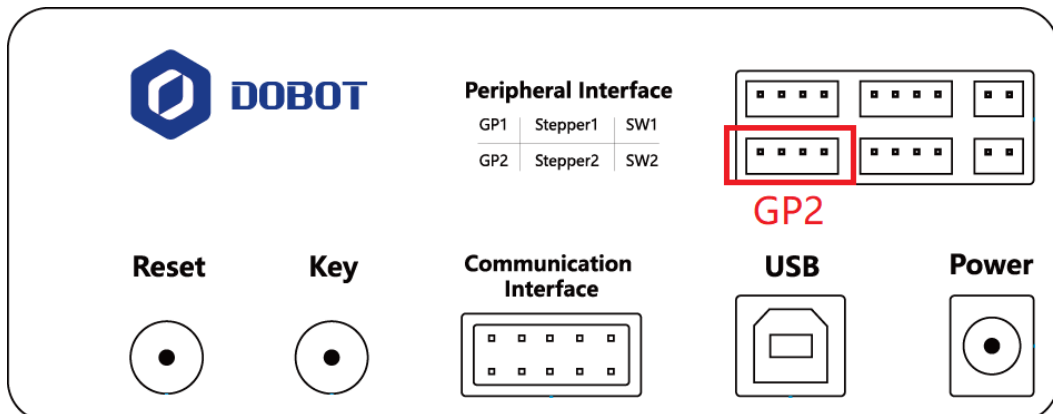 DOBOT
Peripheral Interface
GP1 Stepper1 SW1
GP2 Stepper2 SW2
GP2
Reset
Key
Communication
Interface
USB
Power